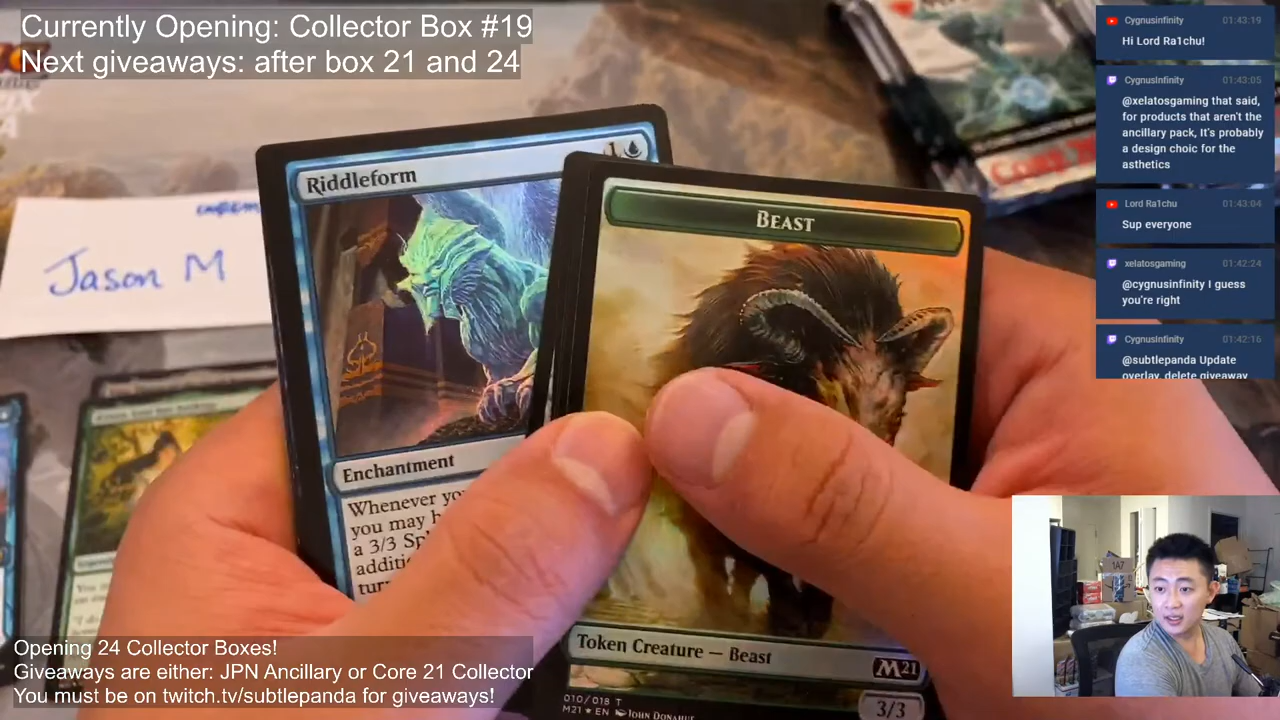 Currently Opening: Collector Box #19
Next giveaways: after box 21 and 24
Cygnusinfinity 01:43:19
Hi Lord Ra1chu!
CygnusInfinity 01:43:05
@xelatosgaming that said,
for products that aren't the
ancillary pack, It's probably
a design choic for the
asthetics
Lord Ra1chu 01:43:04
Sup everyone
xelatosgaming 01:42:24
@cygnusinfinity I guess
you're right
CygnusInfinity 01:42:16
@subtlepanda Update
overlay, delete giveaway
Jason M
Riddleform
1
Enchantment
Whenever
you may
a 3/3
BEAST
Token Creature — Beast
M21
010/018 T
M21 ★ EN JOHN
3/3
1A7
Opening 24 Collector Boxes!
Giveaways are either: JPN Ancillary or Core 21 Collector
You must be on twitch.tv/subtlepanda for giveaways!